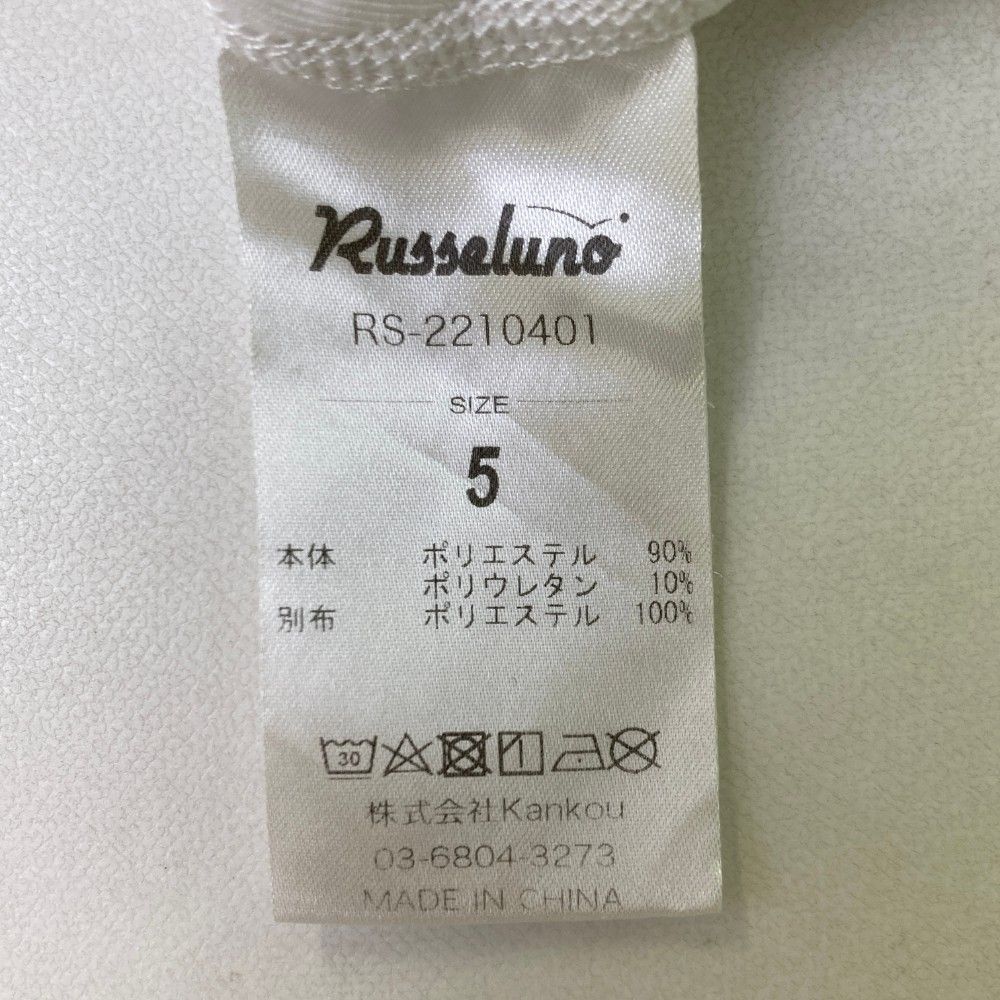 Russeluno
RS-2210401
SIZE
5
本体 ポリエステル 90%
ポリウレタン 10%
別布 ポリエステル 100%
30
株式会社Kankou
03-6804-3273
MADE IN CHINA